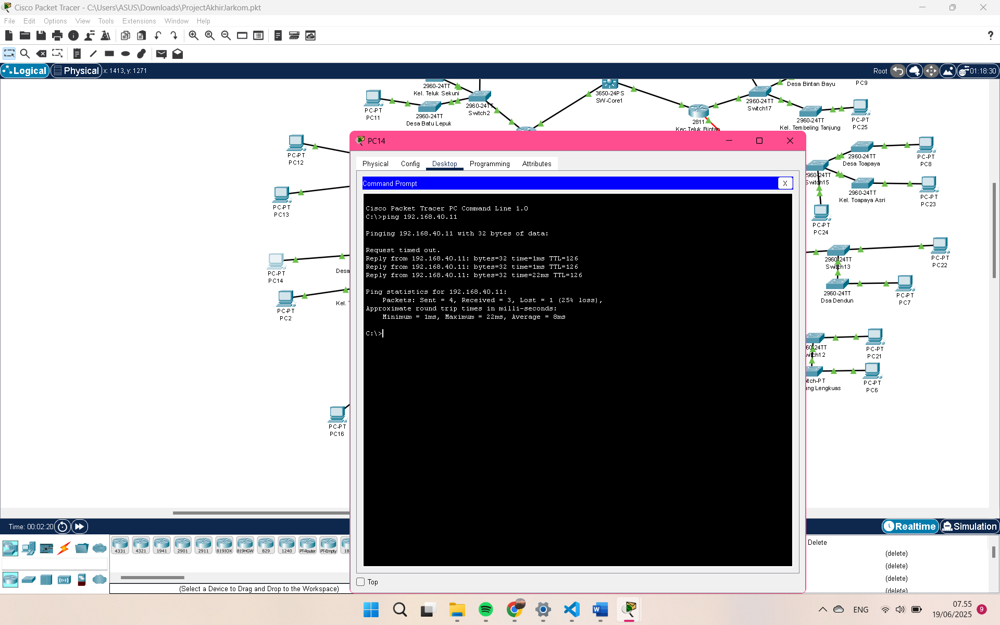 Cisco Packet Tracer - C:\Users\ASUS\Downloads\ProjectAkhirJarkom.pkt
File Edit Options View Tools Extensions Window Help
Logical Physical x: 1413, y: 1271 Root 01:18:30
2960-24TT
Kel. Teluk Sekuni
PC-PT
PC11
2960-24TT
Desa Batu Lepuk
2960-24TT
Switch2
3650-24PS
SW-Core1
2811
Kec Teluk Bintan
2960-24TT
Switch17
Desa Bintan Bayu
PC9
2960-24TT
Kel. Tembeling Tanjung
PC-PT
PC25
PC-PT
PC12
PC-PT
PC13
PC-PT
PC14
Desa
PC-PT
PC2
Kel.
PC-PT
PC16
2960-24TT
Desa Toapaya
PC-PT
PC8
960-24TT
Switch15
2960-24TT
Kel. Toapaya Asri
PC-PT
PC23
PC-PT
PC24
2960-24TT
Switch13
PC-PT
PC22
2960-24TT
Dsa Dendun
PC-PT
PC7
60-24TT
witch12
PC-PT
PC21
itch-PT
ng Lengkuas
PC-PT
PC6
PC14
Physical Config Desktop Programming Attributes
Command Prompt X
Cisco Packet Tracer PC Command Line 1.0
C:\>ping 192.168.40.11
Pinging 192.168.40.11 with 32 bytes of data:
Request timed out.
Reply from 192.168.40.11: bytes=32 time=1ms TTL=126
Reply from 192.168.40.11: bytes=32 time=1ms TTL=126
Reply from 192.168.40.11: bytes=32 time=22ms TTL=126
Ping statistics for 192.168.40.11:
Packets: Sent = 4, Received = 3, Lost = 1 (25% loss),
Approximate round trip times in milli-seconds:
Minimum = 1ms, Maximum = 22ms, Average = 8ms
C:\>
Top
Time: 00:02:20
Realtime Simulation
4331 4321 1941 2901 2911 819IOX 819HGW 829 1240 PT-Router PT-Empty 18
(Select a Device to Drag and Drop to the Workspace)
Delete
(delete)
(delete)
(delete)
(delete)
ENG
07.55
19/06/2025
9